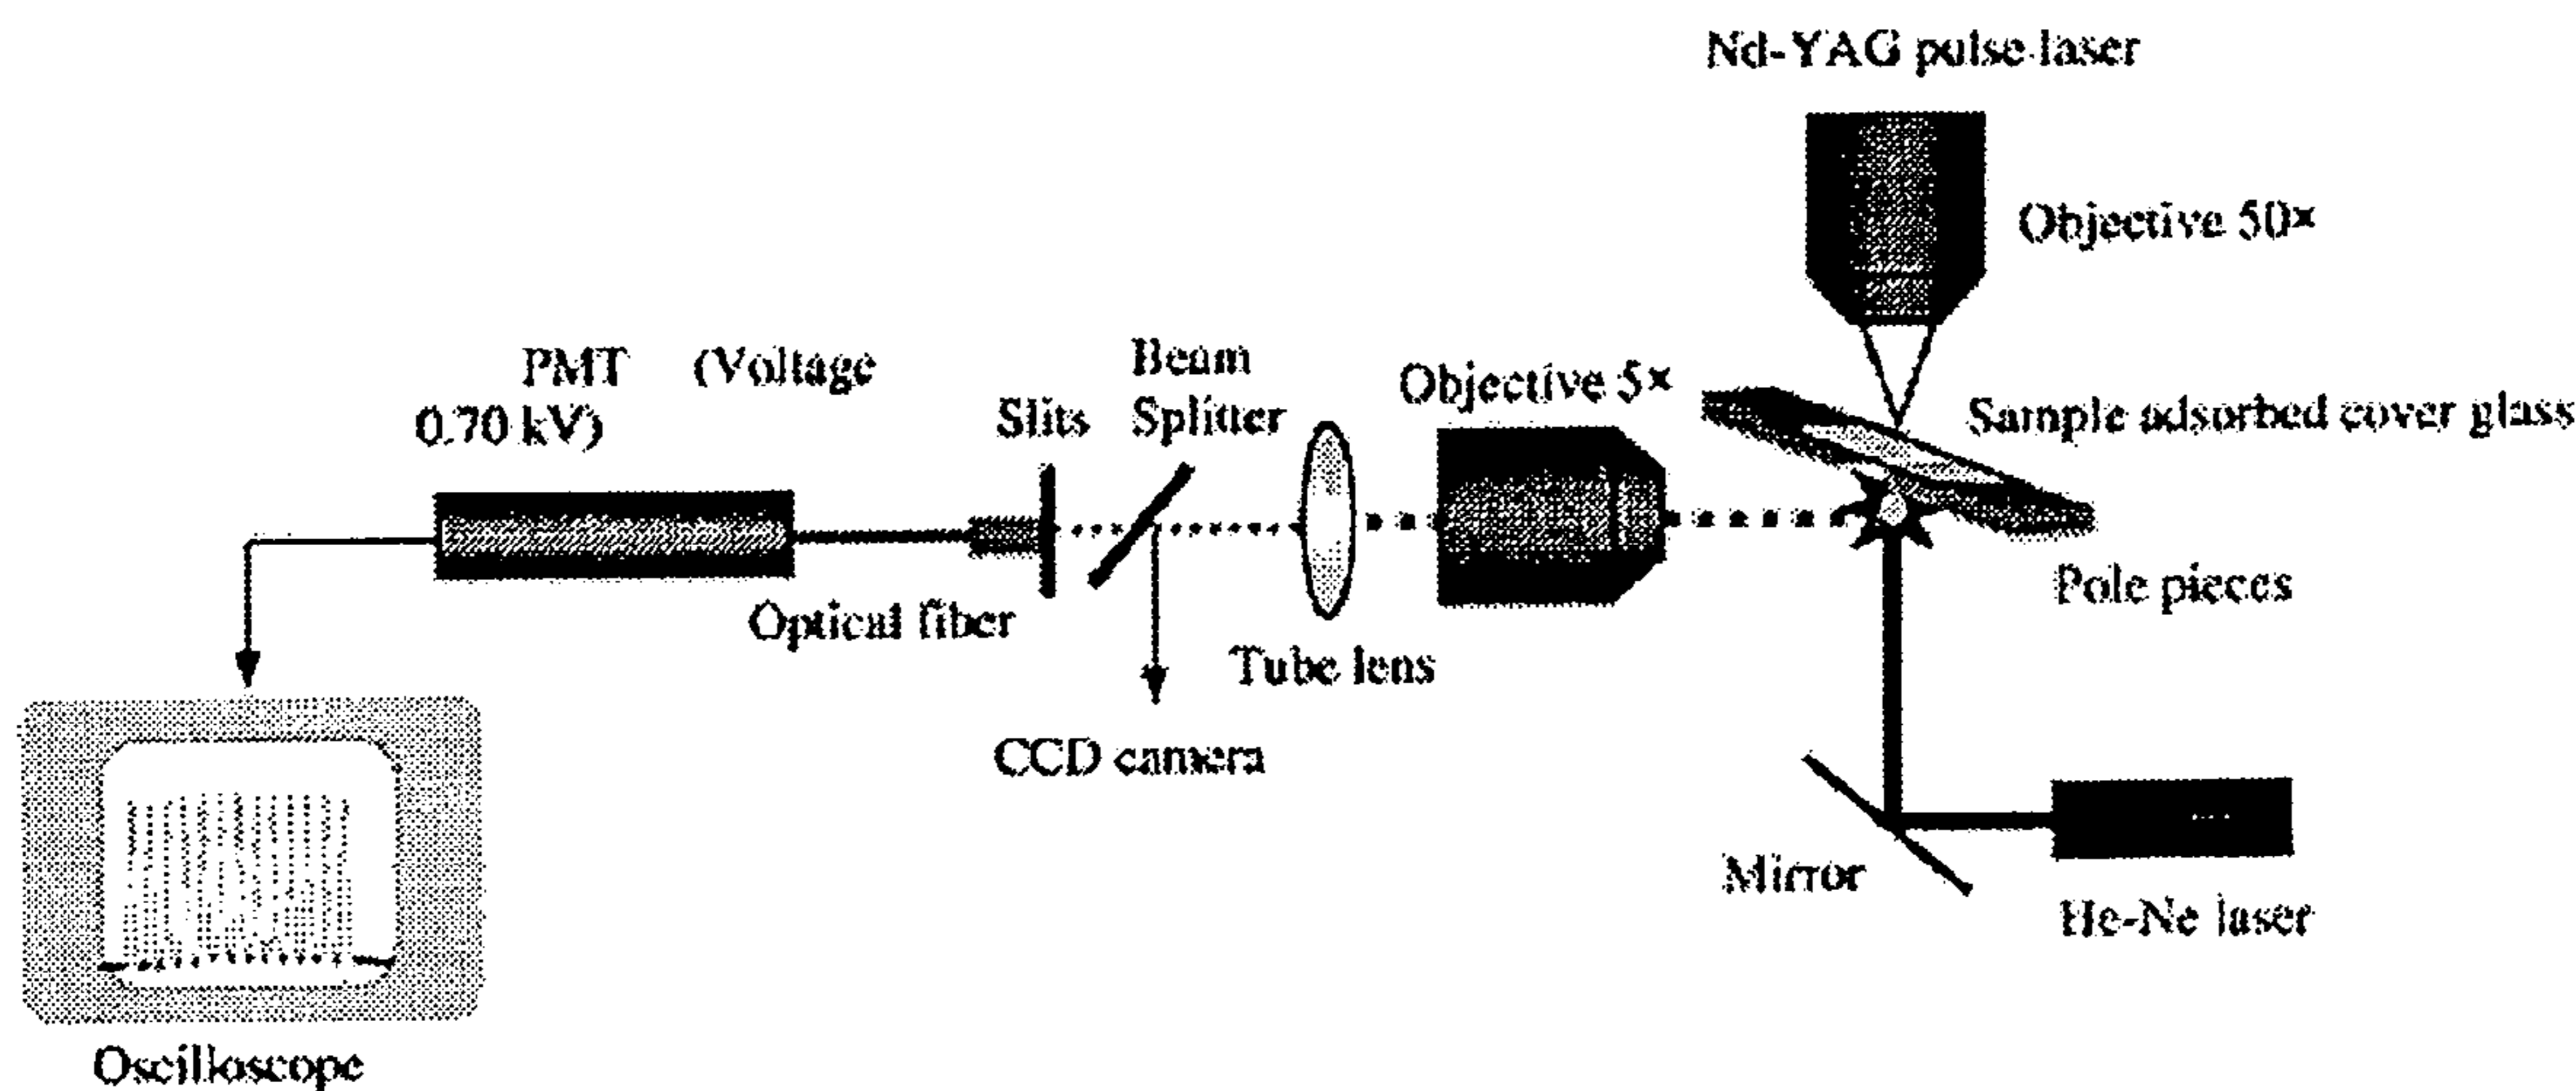 Nd-YAG pulse laser
Objective 50×
PMT (Voltage
0.70 kV)
Slits
Beam
Splitter
Objective 5×
Sample adsorbed cover glass
Optical fiber
Tube lens
Pole pieces
CCD camera
Mirror
He-Ne laser
Oscilloscope